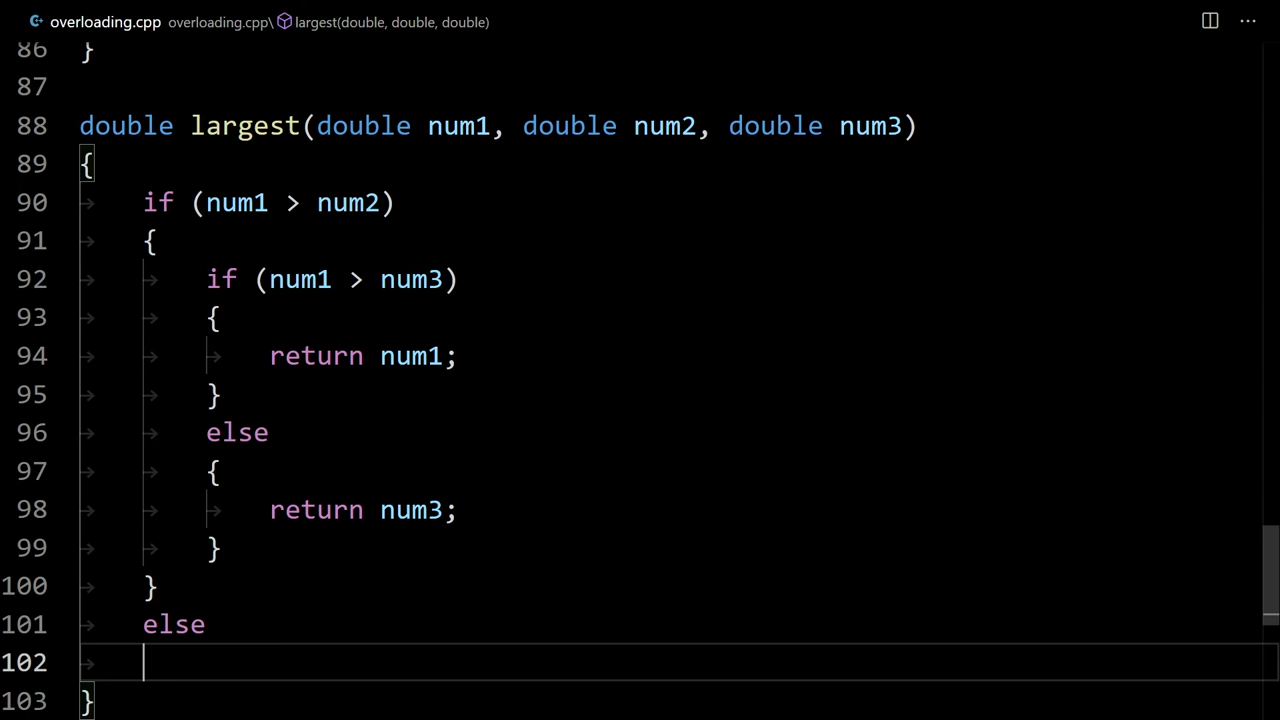 overloading.cpp overloading.cpp\ largest(double, double, double)
86 }
87
88 double largest(double num1, double num2, double num3)
89 {
90 if (num1 > num2)
91 {
92 if (num1 > num3)
93 {
94 return num1;
95 }
96 else
97 {
98 return num3;
99 }
100 }
101 else
102
103 }